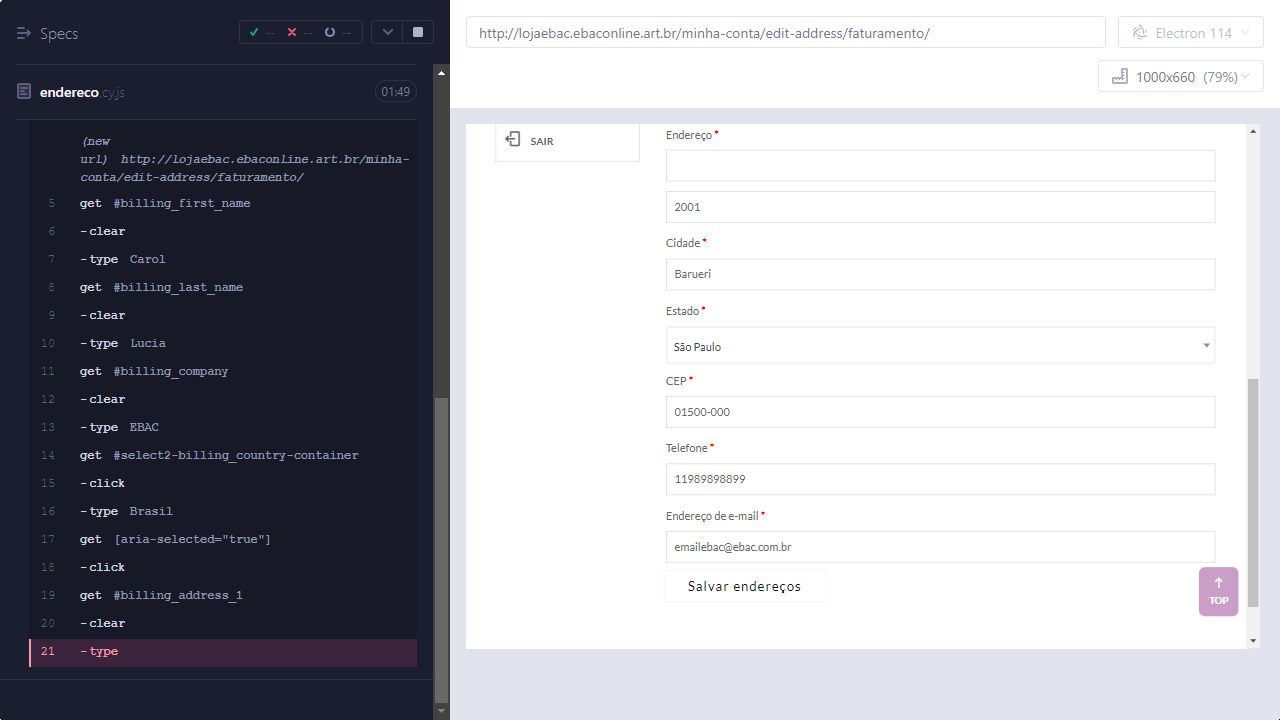 Specs
-- -- --
endereco.cy.js
01:49
(new
url) http://lojaebac.ebaconline.art.br/minha-
conta/edit-address/faturamento/
5 get #billing_first_name
6 -clear
7 -type Carol
8 get #billing_last_name
9 -clear
10 -type Lucia
11 get #billing_company
12 -clear
13 -type EBAC
14 get #select2-billing_country-container
15 -click
16 -type Brasil
17 get [aria-selected="true"]
18 -click
19 get #billing_address_1
20 -clear
21 -type
http://lojaebac.ebaconline.art.br/minha-conta/edit-address/faturamento/
Electron 114
1000x660 (79%)
SAIR
Endereço *
2001
Cidade *
Barueri
Estado *
São Paulo
CEP *
01500-000
Telefone *
11989898899
Endereço de e-mail *
emailebac@ebac.com.br
Salvar endereços
TOP